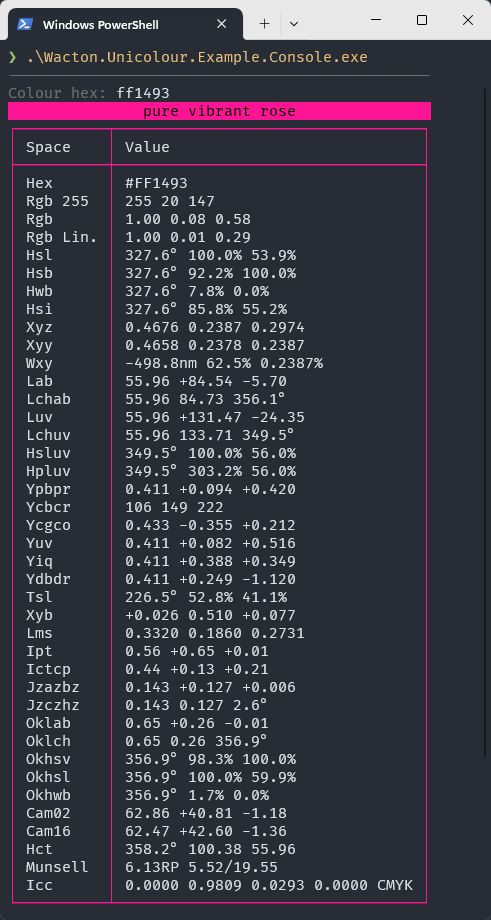 Windows PowerShell
❯ .\Wacton.Unicolour.Example.Console.exe
Colour hex: ff1493
pure vibrant rose
Space Value
Hex #FF1493
Rgb 255 255 20 147
Rgb 1.00 0.08 0.58
Rgb Lin. 1.00 0.01 0.29
Hsl 327.6° 100.0% 53.9%
Hsb 327.6° 92.2% 100.0%
Hwb 327.6° 7.8% 0.0%
Hsi 327.6° 85.8% 55.2%
Xyz 0.4676 0.2387 0.2974
Xyy 0.4658 0.2378 0.2387
Wxy -498.8nm 62.5% 0.2387%
Lab 55.96 +84.54 -5.70
Lchab 55.96 84.73 356.1°
Luv 55.96 +131.47 -24.35
Lchuv 55.96 133.71 349.5°
Hsluv 349.5° 100.0% 56.0%
Hpluv 349.5° 303.2% 56.0%
Ypbpr 0.411 +0.094 +0.420
Ycbcr 106 149 222
Ycgco 0.433 -0.355 +0.212
Yuv 0.411 +0.082 +0.516
Yiq 0.411 +0.388 +0.349
Ydbdr 0.411 +0.249 -1.120
Tsl 226.5° 52.8% 41.1%
Xyb +0.026 0.510 +0.077
Lms 0.3320 0.1860 0.2731
Ipt 0.56 +0.65 +0.01
Ictcp 0.44 +0.13 +0.21
Jzazbz 0.143 +0.127 +0.006
Jzczhz 0.143 0.127 2.6°
Oklab 0.65 +0.26 -0.01
Oklch 0.65 0.26 356.9°
Okhsv 356.9° 98.3% 100.0%
Okhsl 356.9° 100.0% 59.9%
Okhwb 356.9° 1.7% 0.0%
Cam02 62.86 +40.81 -1.18
Cam16 62.47 +42.60 -1.36
Hct 358.2° 100.38 55.96
Munsell 6.13RP 5.52/19.55
Icc 0.0000 0.9809 0.0293 0.0000 CMYK